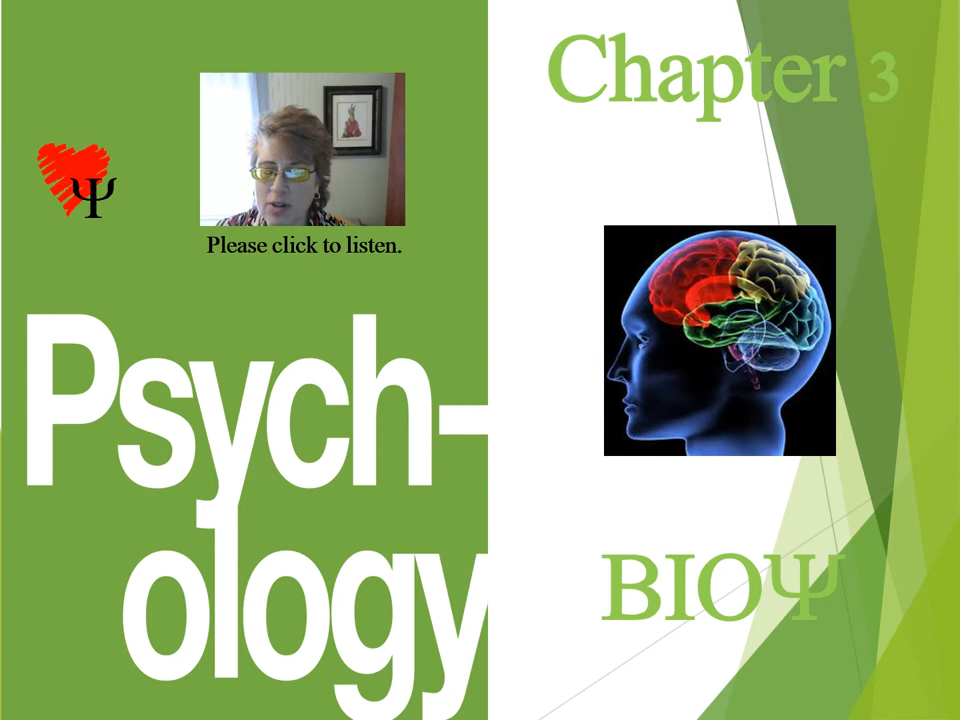 Ψ
Please click to listen.
Psych-
ology
Chapter 3
BIOΨ